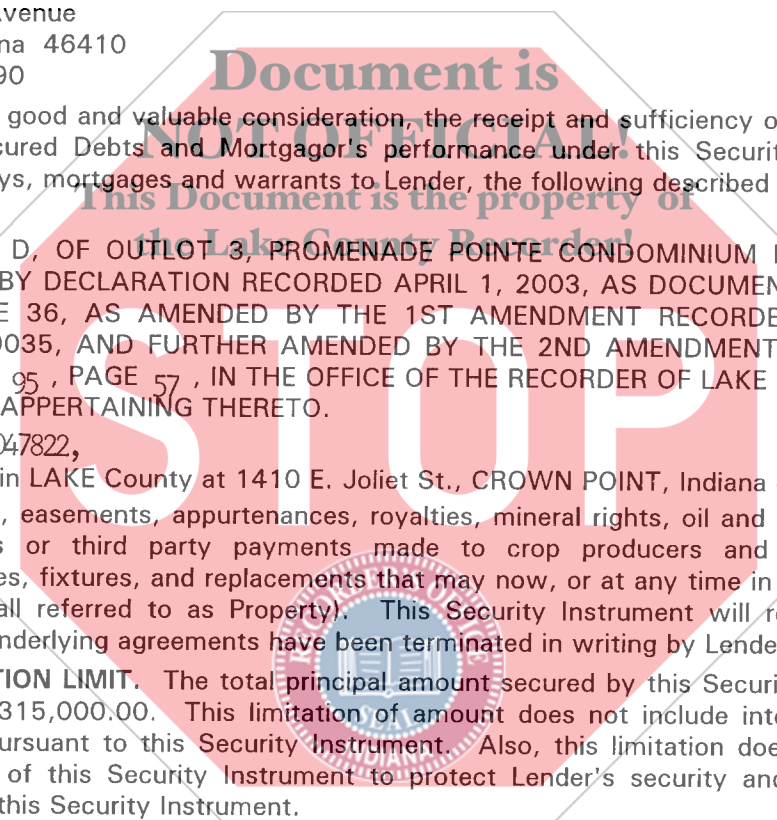 Avenue
na 46410
90
Document is
good and valuable consideration, the receipt and sufficiency o
NOT OFFICIAL!
cured Debts and Mortgagor's performance under this Securit
ys, mortgages and warrants to Lender, the following described
This Document is the property of
the Lake County Recorder!
D, OF OUTLOT 3, PROMENADE POINTE CONDOMINIUM
BY DECLARATION RECORDED APRIL 1, 2003, AS DOCUMEN
E 36, AS AMENDED BY THE 1ST AMENDMENT RECORDE
0035, AND FURTHER AMENDED BY THE 2ND AMENDMENT
95 , PAGE 57 , IN THE OFFICE OF THE RECORDER OF LAKE
APPERTAINING THERETO.
STOP
047822,
in LAKE County at 1410 E. Joliet St., CROWN POINT, Indiana
, easements, appurtenances, royalties, mineral rights, oil and
s or third party payments made to crop producers and
es, fixtures, and replacements that may now, or at any time in
all referred to as Property). This Security Instrument will r
nderlying agreements have been terminated in writing by Lende
RECORDER'S OFFICE
SEAL
INDIANA
TION LIMIT. The total principal amount secured by this Securi
315,000.00. This limitation of amount does not include int
ursuant to this Security Instrument. Also, this limitation doe
of this Security Instrument to protect Lender's security and
this Security Instrument.